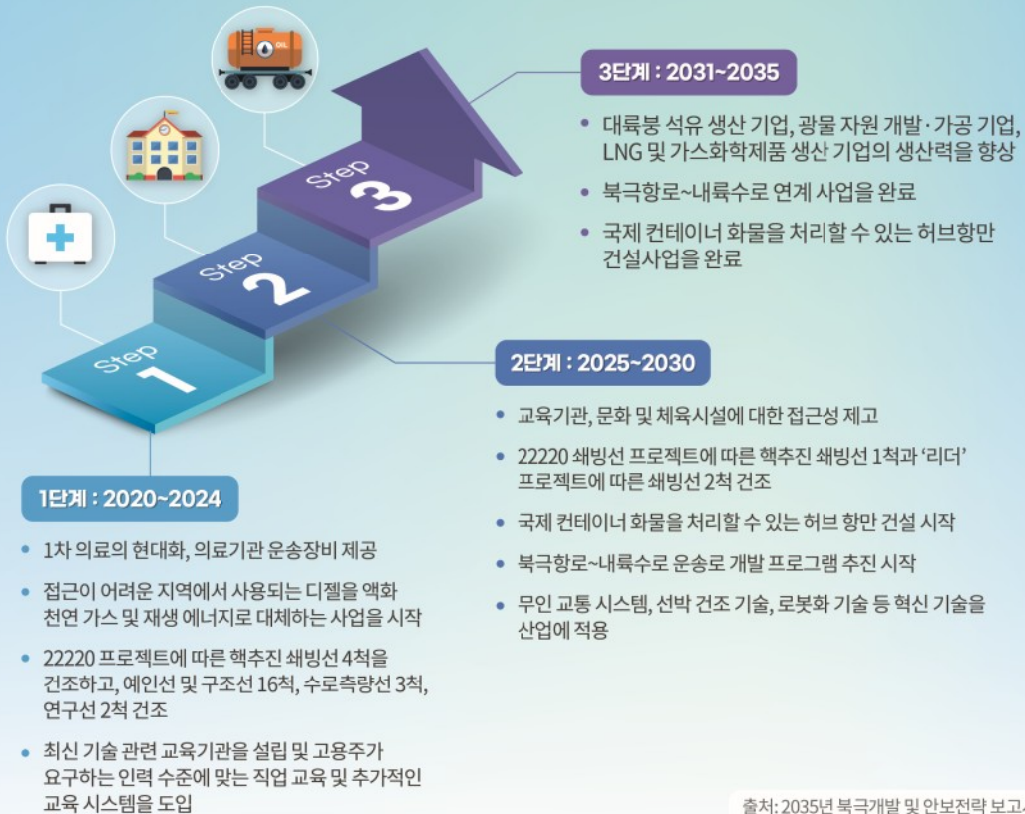 OIL
Step
3
Step
2
Step
1
3단계 : 2031~2035
• 대륙붕 석유 생산 기업, 광물 자원 개발·가공 기업,
LNG 및 가스화학제품 생산 기업의 생산력을 향상
• 북극항로~내륙수로 연계 사업을 완료
• 국제 컨테이너 화물을 처리할 수 있는 허브항만
건설사업을 완료
2단계 : 2025~2030
• 교육기관, 문화 및 체육시설에 대한 접근성 제고
• 22220 쇄빙선 프로젝트에 따른 핵추진 쇄빙선 1척과 ‘리더’
프로젝트에 따른 쇄빙선 2척 건조
• 국제 컨테이너 화물을 처리할 수 있는 허브 항만 건설 시작
• 북극항로~내륙수로 운송로 개발 프로그램 추진 시작
• 무인 교통 시스템, 선박 건조 기술, 로봇화 기술 등 혁신 기술을
산업에 적용
1단계 : 2020~2024
• 1차 의료의 현대화, 의료기관 운송장비 제공
• 접근이 어려운 지역에서 사용되는 디젤을 액화
천연 가스 및 재생 에너지로 대체하는 사업을 시작
• 22220 프로젝트에 따른 핵추진 쇄빙선 4척을
건조하고, 예인선 및 구조선 16척, 수로측량선 3척,
연구선 2척 건조
• 최신 기술 관련 교육기관을 설립 및 고용주가
요구하는 인력 수준에 맞는 직업 교육 및 추가적인
교육 시스템을 도입
출처: 2035년 북극개발 및 안보전략 보고